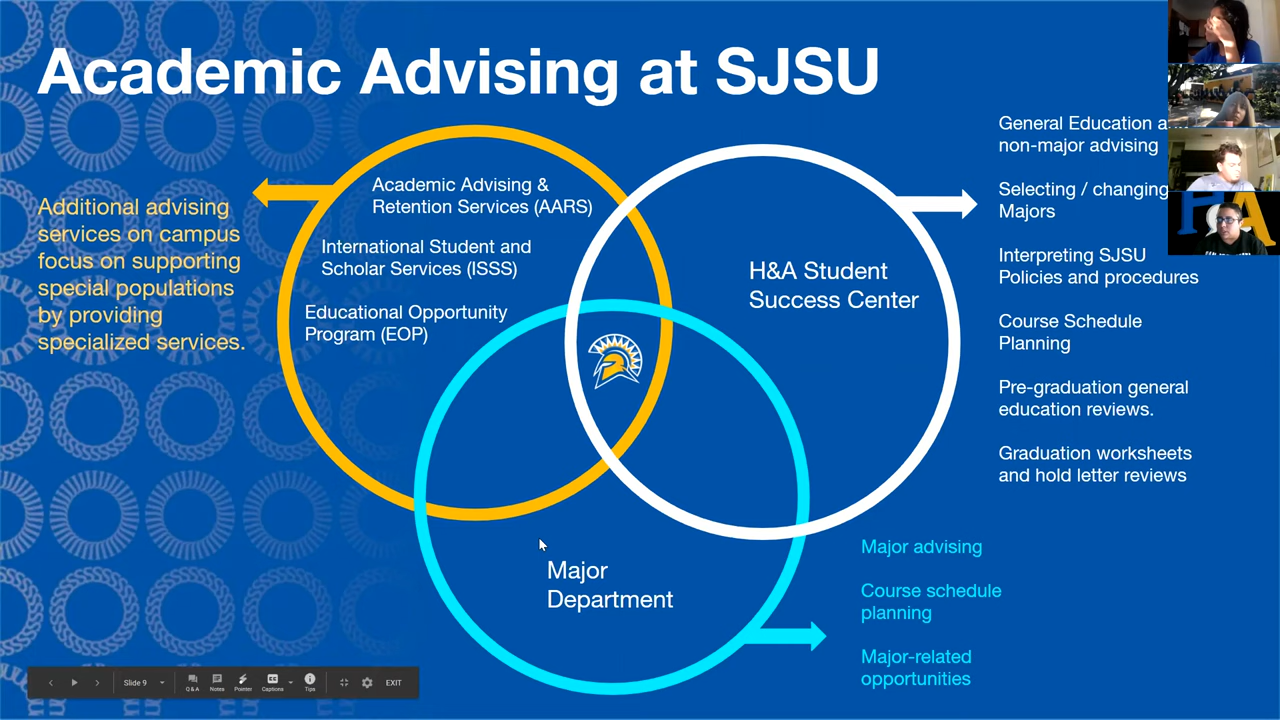 Academic Advising at SJSU
Additional advising
services on campus
focus on supporting
special populations
by providing
specialized services.
Academic Advising &
Retention Services (AARS)
International Student and
Scholar Services (ISSS)
Educational Opportunity
Program (EOP)
H&A Student
Success Center
Major
Department
General Education
non-major advising
Selecting / changing
Majors
Interpreting SJSU
Policies and procedures
Course Schedule
Planning
Pre-graduation general
education reviews.
Graduation worksheets
and hold letter reviews
Major advising
Course schedule
planning
Major-related
opportunities
Slide 9
Q & A
Notes
Pointer
Captions
Tips
EXIT